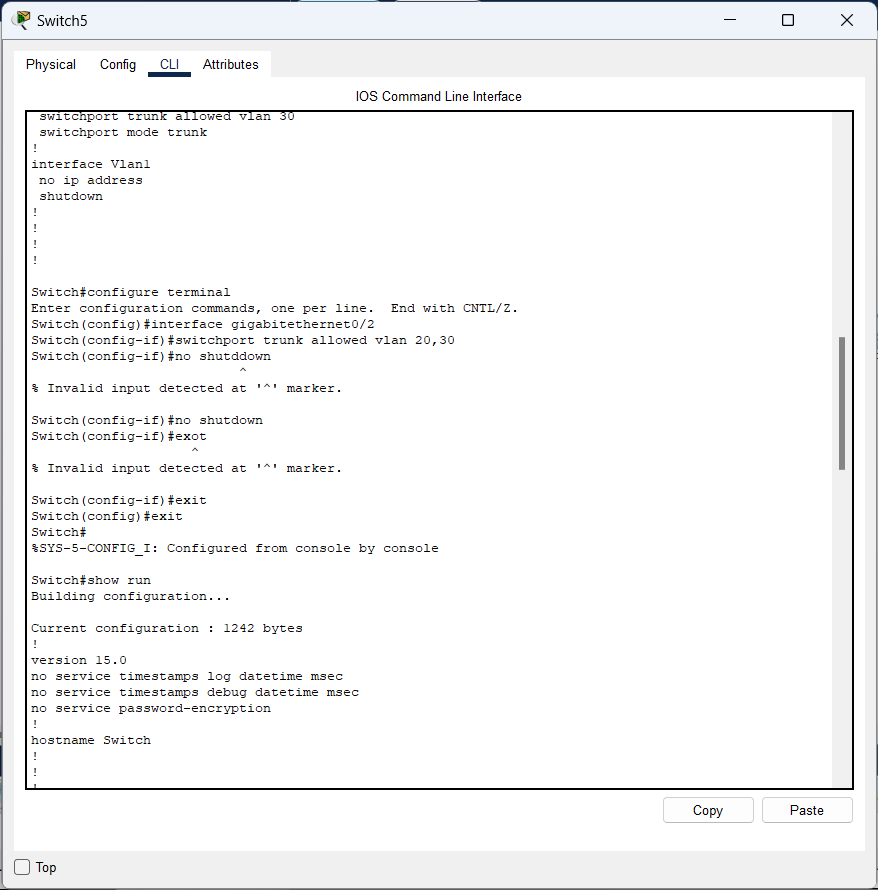 Switch5
Physical Config CLI Attributes
IOS Command Line Interface
 switchport trunk allowed vlan 30
 switchport mode trunk
!
interface Vlan1
 no ip address
 shutdown
!
!
!
!
Switch#configure terminal
Enter configuration commands, one per line.  End with CNTL/Z.
Switch(config)#interface gigabitethernet0/2
Switch(config-if)#switchport trunk allowed vlan 20,30
Switch(config-if)#no shutddown
                          ^
% Invalid input detected at '^' marker.
Switch(config-if)#no shutdown
Switch(config-if)#exot
                    ^
% Invalid input detected at '^' marker.
Switch(config-if)#exit
Switch(config)#exit
Switch#
%SYS-5-CONFIG_I: Configured from console by console
Switch#show run
Building configuration...
Current configuration : 1242 bytes
!
version 15.0
no service timestamps log datetime msec
no service timestamps debug datetime msec
no service password-encryption
!
hostname Switch
!
!
!
Copy Paste
Top